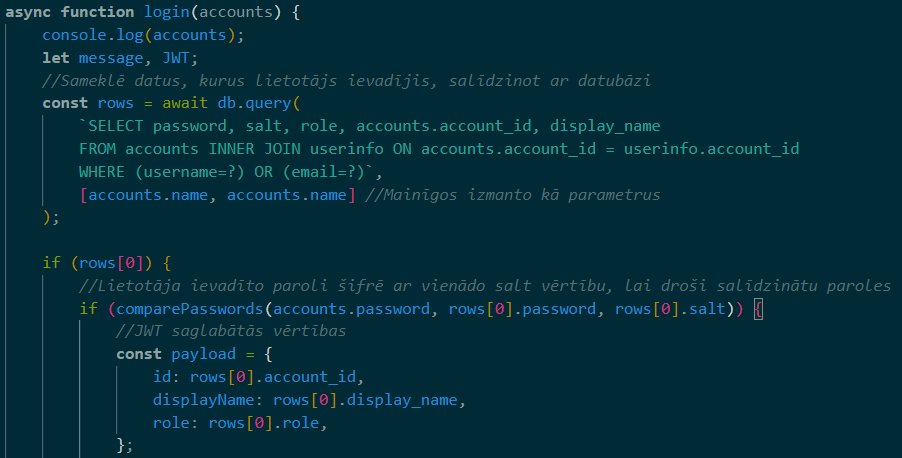 async function login(accounts) {
console.log(accounts);
let message, JWT;
//Sameklē datus, kurus lietotājs ievadījis, salīdzinot ar datubāzi
const rows = await db.query(
`SELECT password, salt, role, accounts.account_id, display_name
FROM accounts INNER JOIN userinfo ON accounts.account_id = userinfo.account_id
WHERE (username=?) OR (email=?)`,
[accounts.name, accounts.name] //Mainīgos izmanto kā parametrus
);
if (rows[0]) {
//Lietotāja ievadīto paroli šifrē ar vienādo salt vērtību, lai droši salīdzinātu paroles
if (comparePasswords(accounts.password, rows[0].password, rows[0].salt)) {
//JWT saglabātās vērtības
const payload = {
id: rows[0].account_id,
displayName: rows[0].display_name,
role: rows[0].role,
};